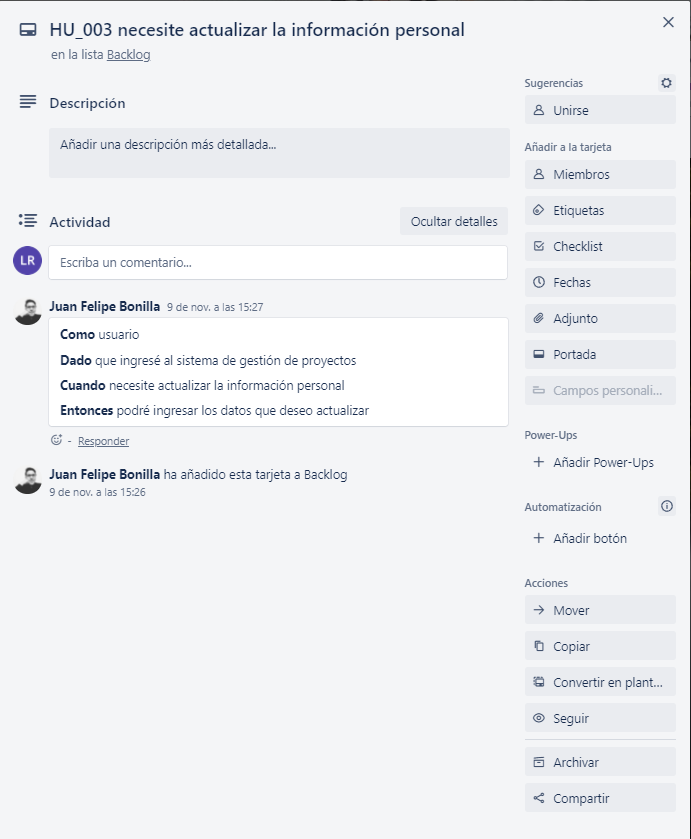 HU_003 necesite actualizar la información personal
en la lista Backlog
Descripción
Añadir una descripción más detallada...
Actividad
Ocultar detalles
LR
Escriba un comentario...
Juan Felipe Bonilla 9 de nov. a las 15:27
Como usuario
Dado que ingresé al sistema de gestión de proyectos
Cuando necesite actualizar la información personal
Entonces podré ingresar los datos que deseo actualizar
- Responder
Juan Felipe Bonilla ha añadido esta tarjeta a Backlog
9 de nov. a las 15:26
Sugerencias
Unirse
Añadir a la tarjeta
Miembros
Etiquetas
Checklist
Fechas
Adjunto
Portada
Campos personali...
Power-Ups
+ Añadir Power-Ups
Automatización
+ Añadir botón
Acciones
Mover
Copiar
Convertir en plant...
Seguir
Archivar
Compartir